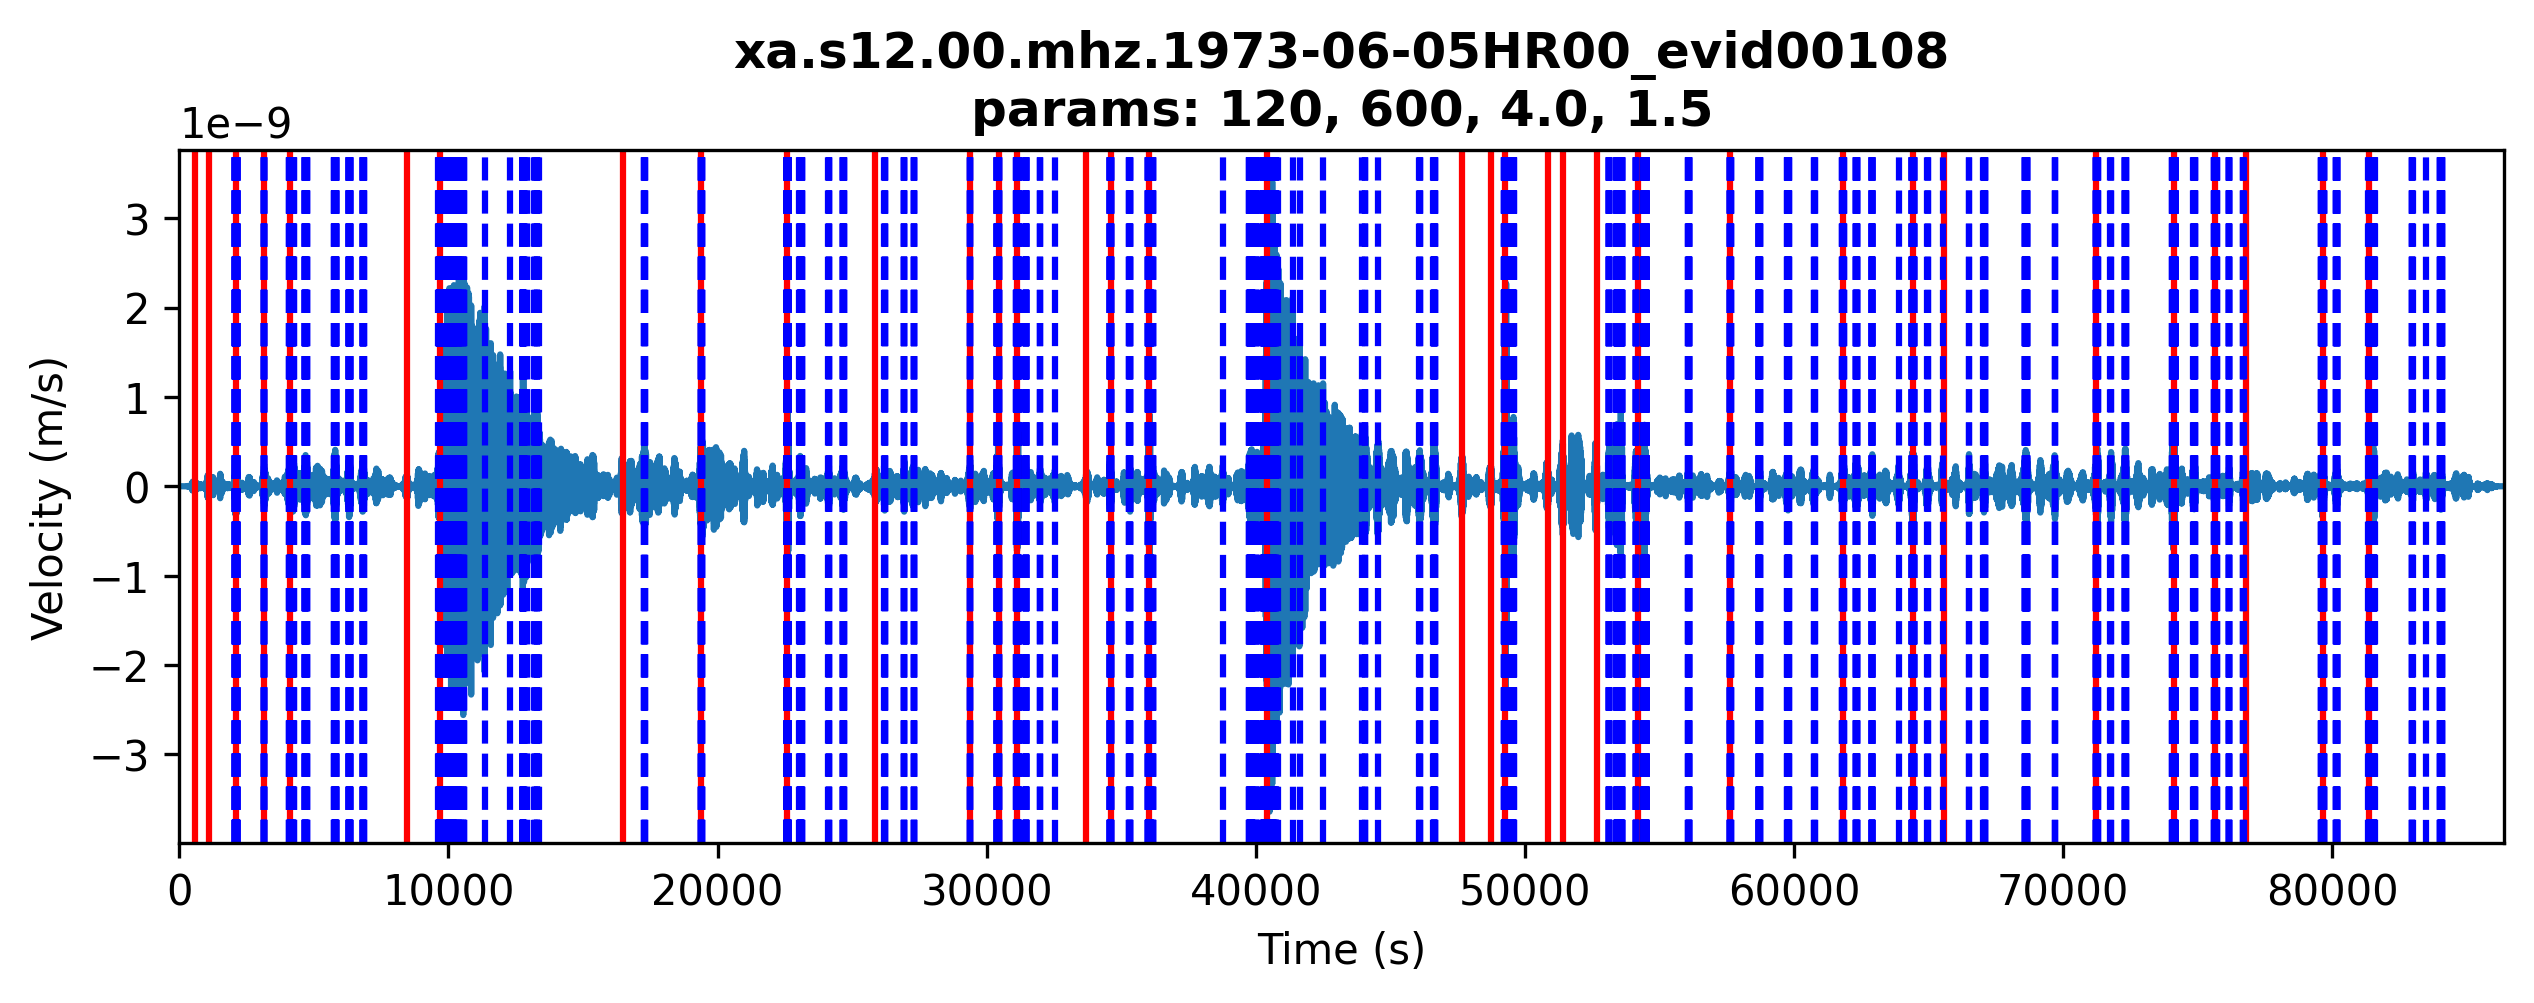 xa.s12.00.mhz.1973-06-05HR00_evid00108
params: 120, 600, 4.0, 1.5
1e−9
3
2
1
0
−1
−2
−3
Velocity (m/s)
0 10000 20000 30000 40000 50000 60000 70000 80000
Time (s)